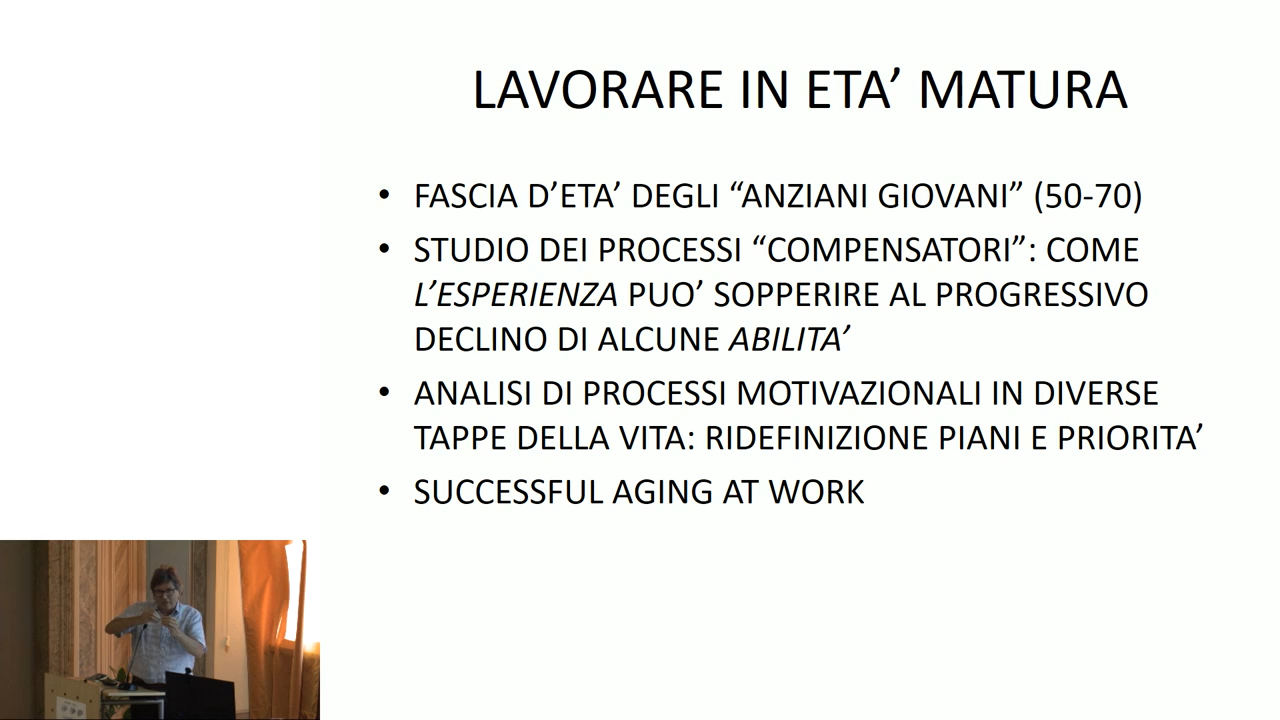 LAVORARE IN ETA’ MATURA
• FASCIA D’ETA’ DEGLI “ANZIANI GIOVANI” (50-70)
• STUDIO DEI PROCESSI “COMPENSATORI”: COME
L’ESPERIENZA PUO’ SOPPERIRE AL PROGRESSIVO
DECLINO DI ALCUNE ABILITA’
• ANALISI DI PROCESSI MOTIVAZIONALI IN DIVERSE
TAPPE DELLA VITA: RIDEFINIZIONE PIANI E PRIORITA’
• SUCCESSFUL AGING AT WORK